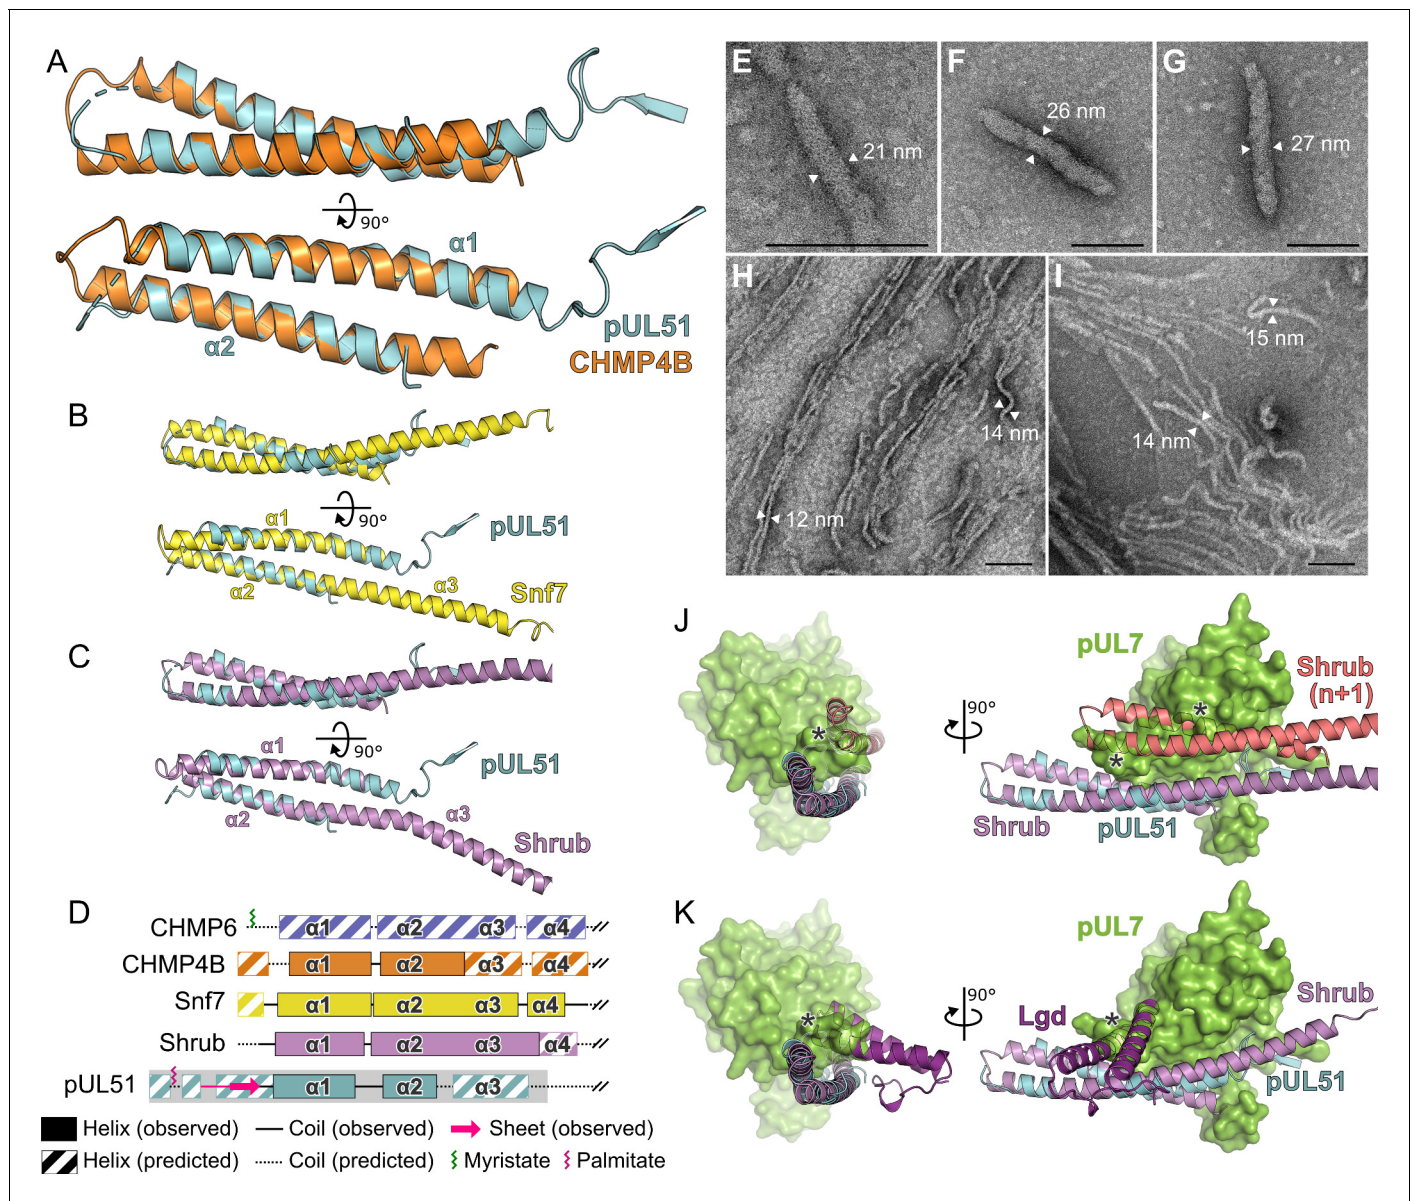 A
90°
α1
α2
pUL51
CHMP4B
B
90°
α1
pUL51
α2
α3
Snf7
C
90°
α1
pUL51
α2
α3
Shrub
D
CHMP6 α1 α2 α3 α4
CHMP4B α1 α2 α3 α4
Snf7 α1 α2 α3 α4
Shrub α1 α2 α3 α4
pUL51 α1 α2 α3
Helix (observed) Coil (observed) Sheet (observed)
Helix (predicted) Coil (predicted) Myristate Palmitate
E
21 nm
F
26 nm
G
27 nm
H
14 nm
12 nm
I
15 nm
14 nm
J
*
90°
pUL7
Shrub
(n+1)
*
*
Shrub
pUL51
K
*
90°
pUL7
Lgd
*
Shrub
pUL51